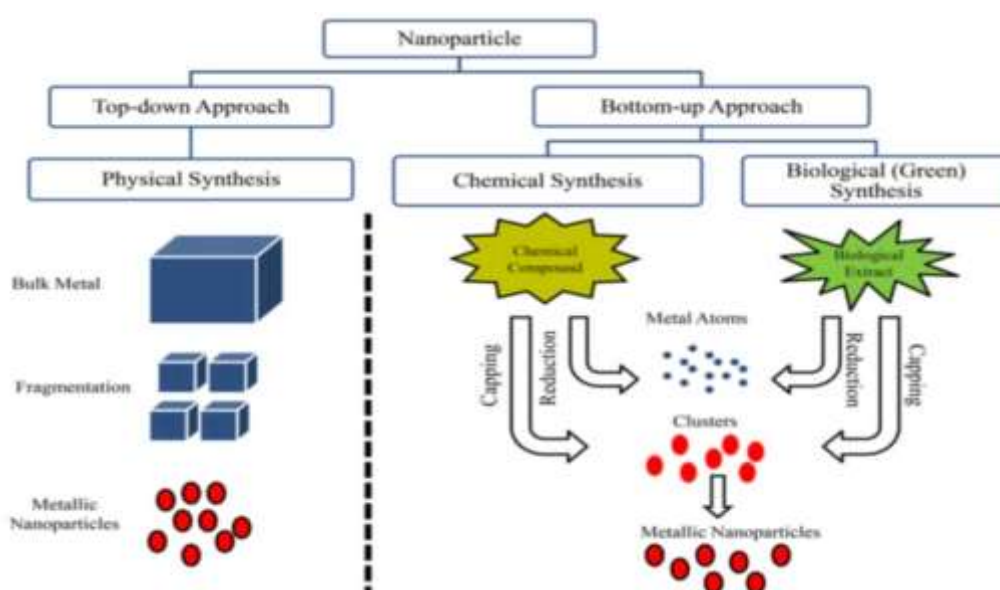 Nanoparticle
Top-down Approach
Bottom-up Approach
Physical Synthesis
Chemical Synthesis
Biological (Green)
Synthesis
Bulk Metal
Fragmentation
Metallic
Nanoparticles
Chemical
Compound
Biological
Extract
Capping
Reduction
Metal Atoms
Reduction
Capping
Clusters
Metallic Nanoparticles